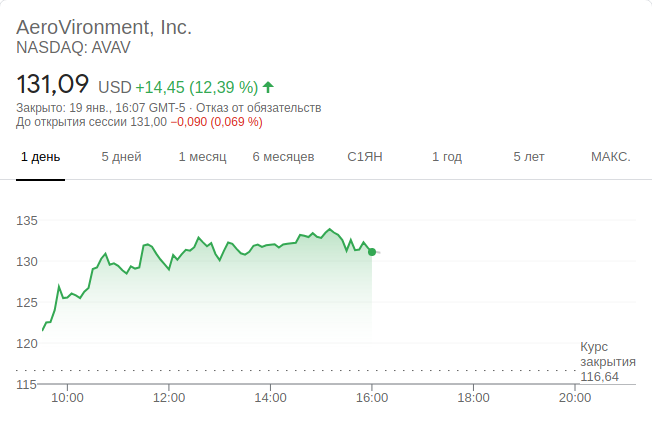 AeroVironment, Inc.
NASDAQ: AVAV
131,09 USD +14,45 (12,39 %)
Закрыто: 19 янв., 16:07 GMT-5 · Отказ от обязательств
До открытия сессии 131,00 −0,090 (0,069 %)
1 день 5 дней 1 месяц 6 месяцев С1ЯН 1 год 5 лет МАКС.
135
130
125
120
115
Курс
закрытия
116,64
10:00 12:00 14:00 16:00 18:00 20:00